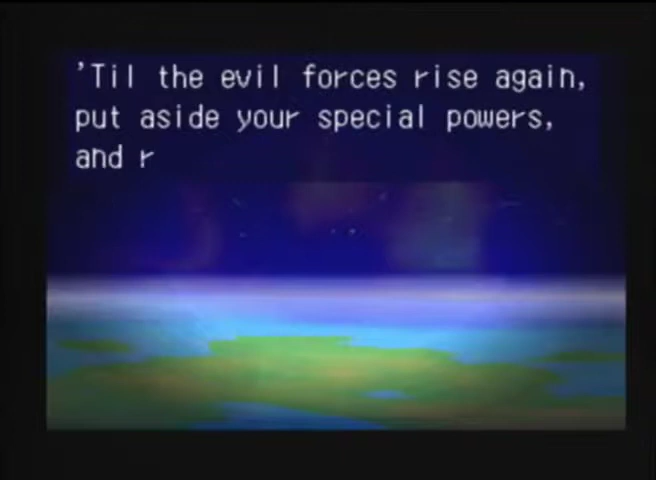 'Til the evil forces rise again,
put aside your special powers,
and r